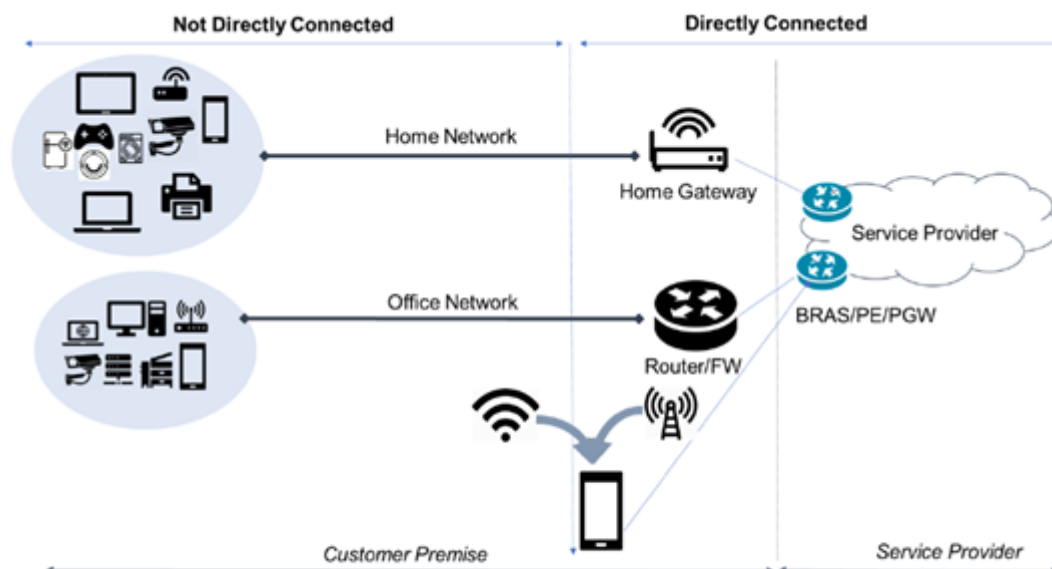 Not Directly Connected
Directly Connected
Home Network
Home Gateway
Service Provider
Office Network
BRAS/PE/PGW
Router/FW
Customer Premise
Service Provider